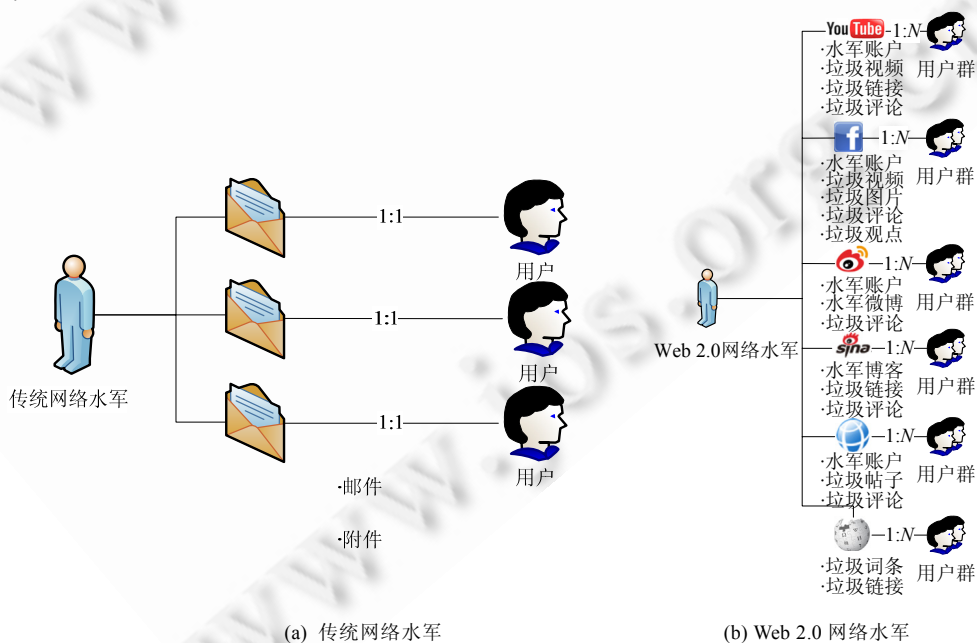 传统网络水军
1:1
用户
1:1
用户
1:1
用户
·邮件
·附件
(a) 传统网络水军
Web 2.0网络水军
YouTube 1:N
·水军账户
·垃圾视频
·垃圾链接
·垃圾评论
用户群
f 1:N
·水军账户
·垃圾视频
·垃圾图片
·垃圾评论
·垃圾观点
用户群
1:N
·水军账户
·水军微博
·垃圾评论
用户群
sina 1:N
·水军博客
·垃圾链接
·垃圾评论
用户群
1:N
·水军账户
·垃圾帖子
·垃圾评论
用户群
1:N
·垃圾词条
·垃圾链接
用户群
(b) Web 2.0 网络水军